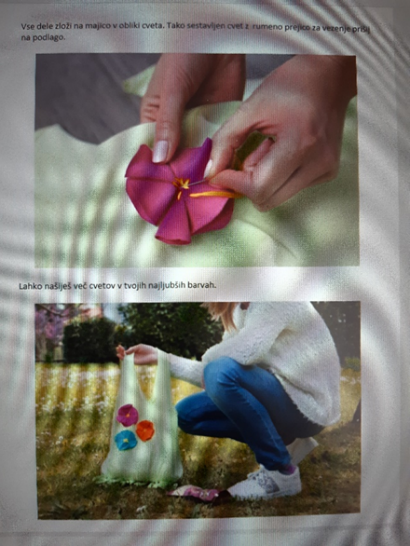 Vse dele zloži na majico v obliki cveta. Tako sestavljen cvet z rumeno prejico za vezenje prišij
na podlago.
Lahko našiješ več cvetov v tvojih najljubših barvah.